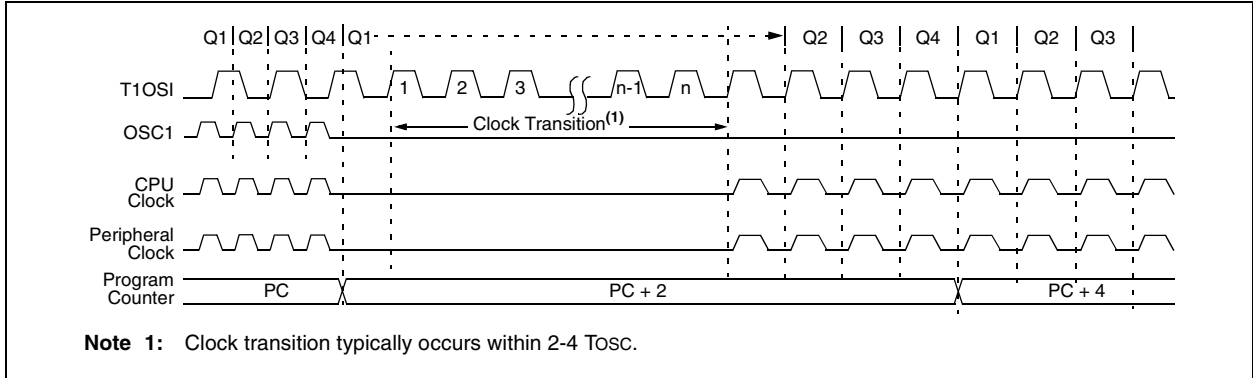 Q1 Q2 Q3 Q4 Q1 Q2 Q3 Q4 Q1 Q2 Q3
T1OSI 1 2 3 n-1 n
OSC1 Clock Transition(1)
CPU
Clock
Peripheral
Clock
Program
Counter PC PC + 2 PC + 4
Note 1: Clock transition typically occurs within 2-4 TOSC.